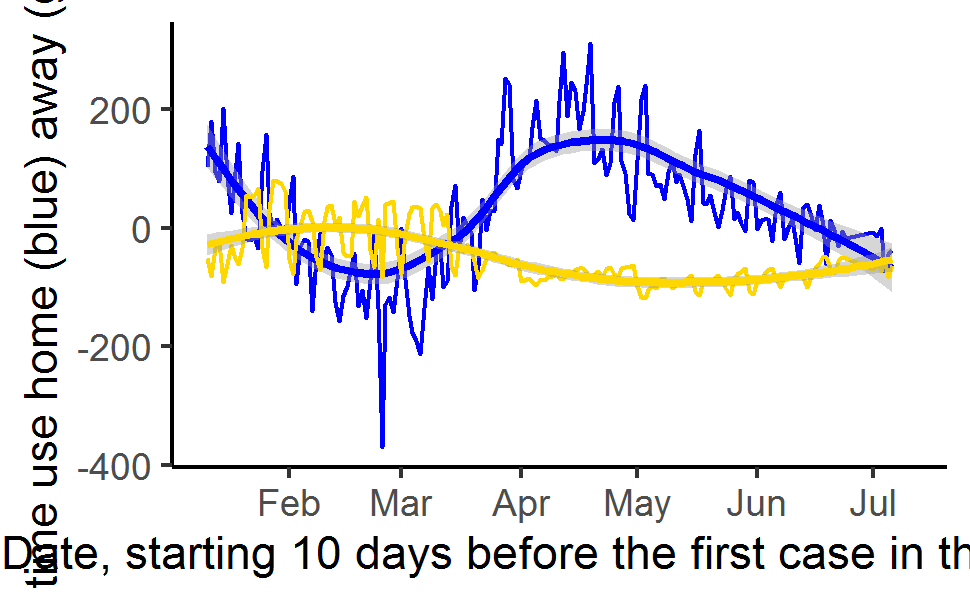 time use home (blue) away (
200
0
-200
-400
Feb Mar Apr May Jun Jul
Date, starting 10 days before the first case in th